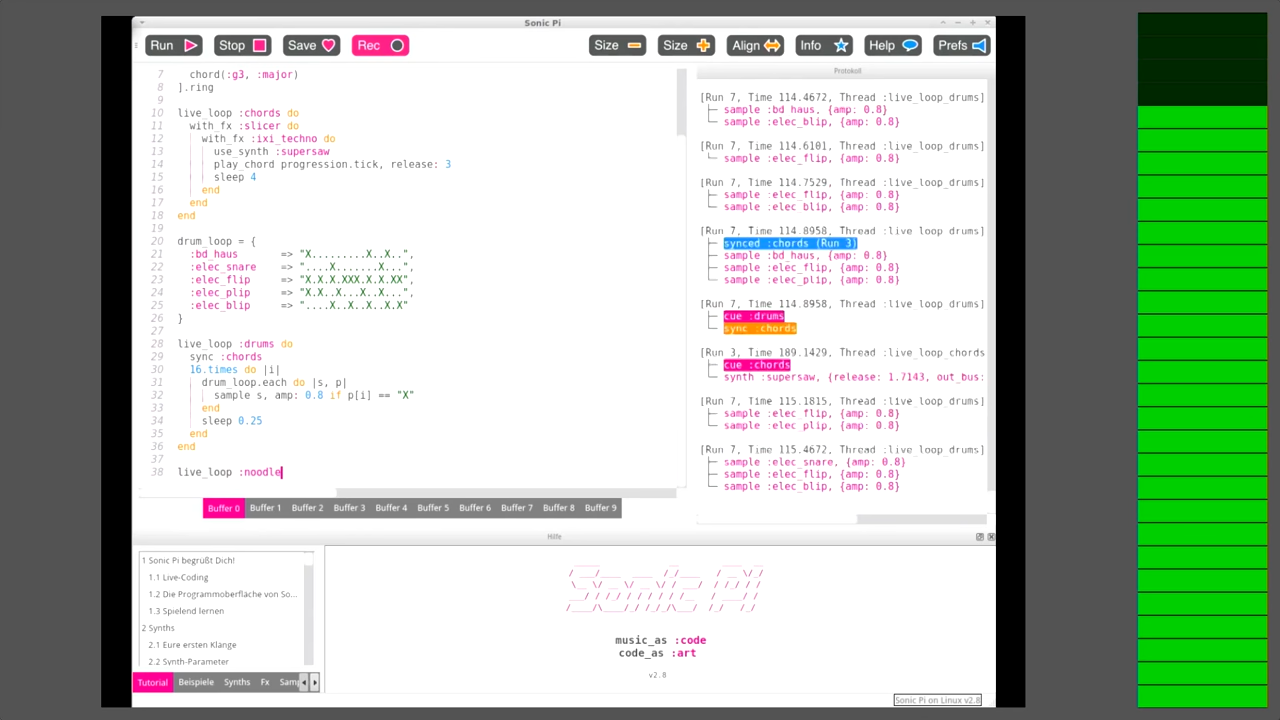 Sonic Pi
Run Stop Save Rec Size Size Align Info Help Prefs
7 chord(:g3, :major)
8 ].ring
9
10 live_loop :chords do
11 with_fx :slicer do
12 with_fx :ixi_techno do
13 use_synth :supersaw
14 play_chord progression.tick, release: 3
15 sleep 4
16 end
17 end
18 end
19
20 drum_loop = {
21 :bd_haus => "X.........X..X..",
22 :elec_snare => "....X.......X...",
23 :elec_flip => "X.X.X.XXX.X.X.XX",
24 :elec_plip => "X.X..X...X..X...",
25 :elec_blip => "....X..X..X..X.X"
26 }
27
28 live_loop :drums do
29 sync :chords
30 16.times do |i|
31 drum_loop.each do |s, p|
32 sample s, amp: 0.8 if p[i] == "X"
33 end
34 sleep 0.25
35 end
36 end
37
38 live_loop :noodle
Buffer 0 Buffer 1 Buffer 2 Buffer 3 Buffer 4 Buffer 5 Buffer 6 Buffer 7 Buffer 8 Buffer 9
Protokoll
[Run 7, Time 114.4672, Thread :live_loop_drums]
sample :bd_haus, {amp: 0.8}
sample :elec_blip, {amp: 0.8}
[Run 7, Time 114.6101, Thread :live_loop_drums]
sample :elec_flip, {amp: 0.8}
[Run 7, Time 114.7529, Thread :live_loop_drums]
sample :elec_flip, {amp: 0.8}
sample :elec_blip, {amp: 0.8}
[Run 7, Time 114.8958, Thread :live_loop_drums]
synced :chords (Run 3)
sample :bd_haus, {amp: 0.8}
sample :elec_flip, {amp: 0.8}
sample :elec_plip, {amp: 0.8}
[Run 7, Time 114.8958, Thread :live_loop_drums]
cue :drums
sync :chords
[Run 3, Time 189.1429, Thread :live_loop_chords
cue :chords
synth :supersaw, {release: 1.7143, out_bus:
[Run 7, Time 115.1815, Thread :live_loop_drums]
sample :elec_flip, {amp: 0.8}
sample :elec_plip, {amp: 0.8}
[Run 7, Time 115.4672, Thread :live_loop_drums]
sample :elec_snare, {amp: 0.8}
sample :elec_flip, {amp: 0.8}
sample :elec_blip, {amp: 0.8}
Hilfe
1 Sonic Pi begrüßt Dich!
1.1 Live-Coding
1.2 Die Programmoberfläche von So...
1.3 Spielend lernen
2 Synths
2.1 Eure ersten Klänge
2.2 Synth-Parameter
Tutorial Beispiele Synths Fx Sam
Sonic Pi
music_as :code
code_as :art
v2.8
Sonic Pi on Linux v2.8